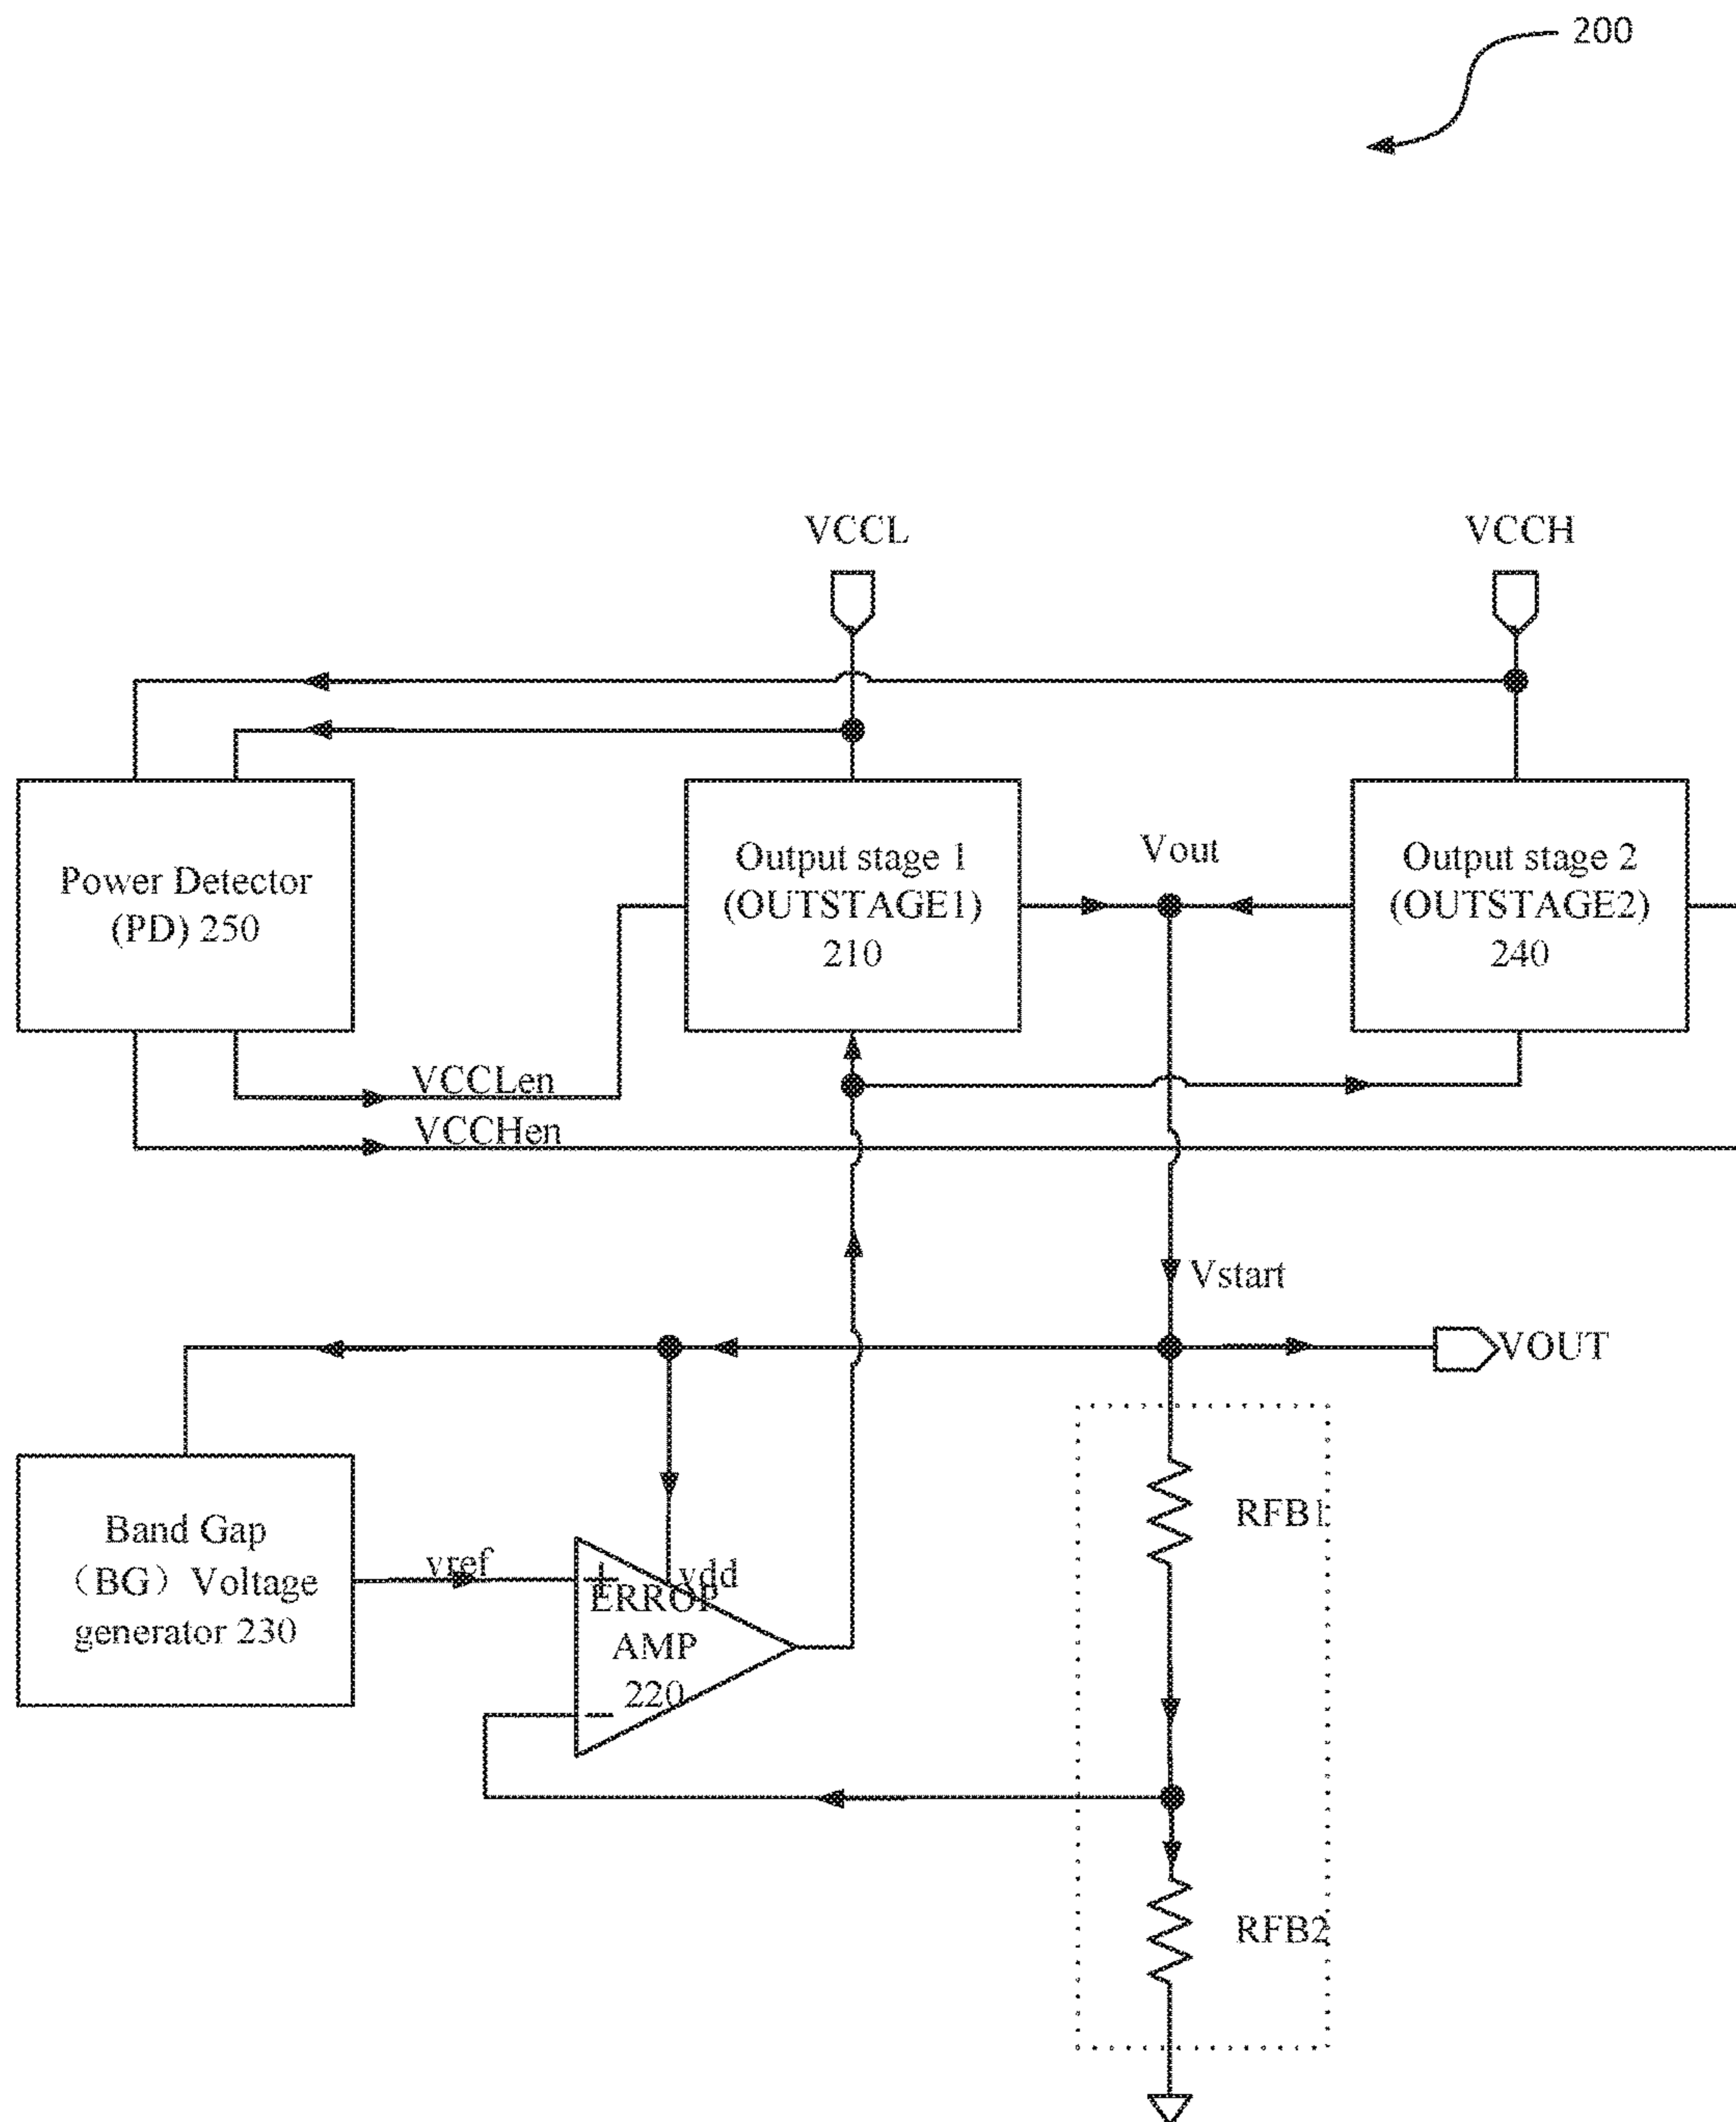 200
VCCL
VCCH
Power Detector
(PD) 250
Output stage 1
(OUTSTAGE1)
210
Vout
Output stage 2
(OUTSTAGE2)
240
VCCLen
VCCHen
Vstart
VOUT
Band Gap
（BG）Voltage
generator 230
vref
+
vdd
ERROP
AMP
220
−
RFB1
RFB2